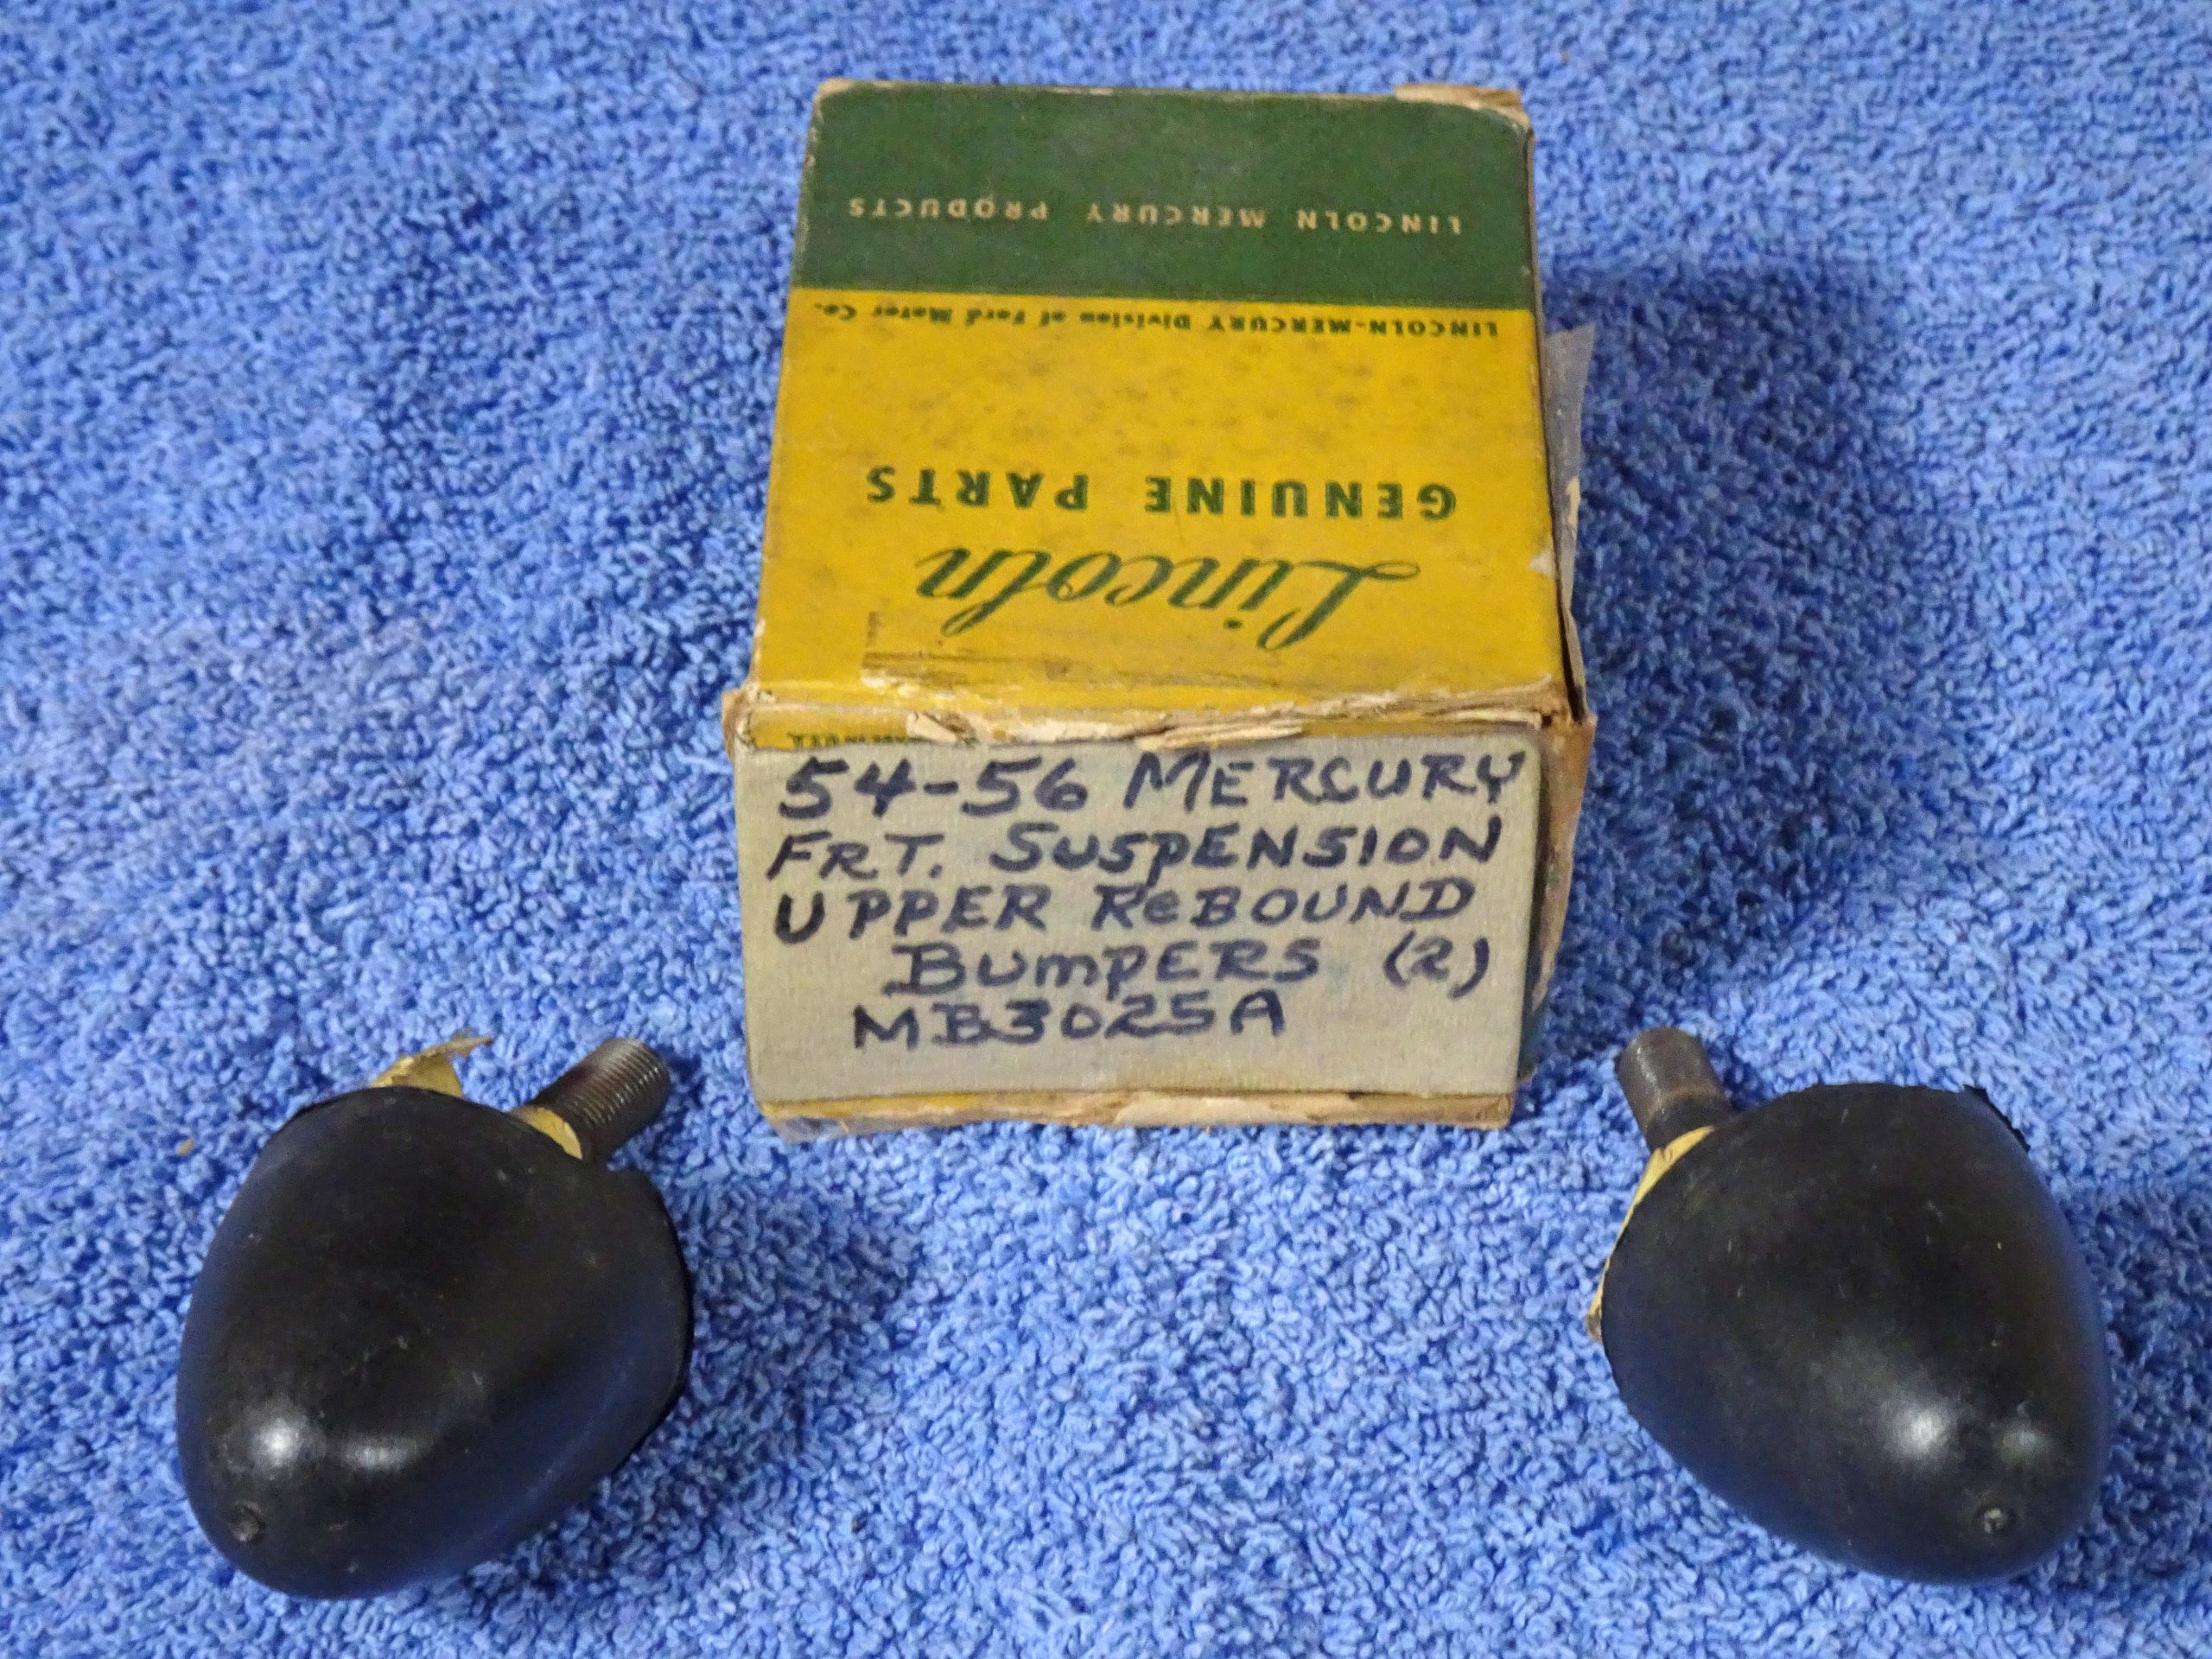 LINCOLN MERCURY PRODUCTS
LINCOLN-MERCURY Division of Ford Motor Co.
GENUINE PARTS
Lincoln
54-56 MERCURY
FRT. SUSPENSION
UPPER ReBOUND
BUmpERS (2)
MB3025A